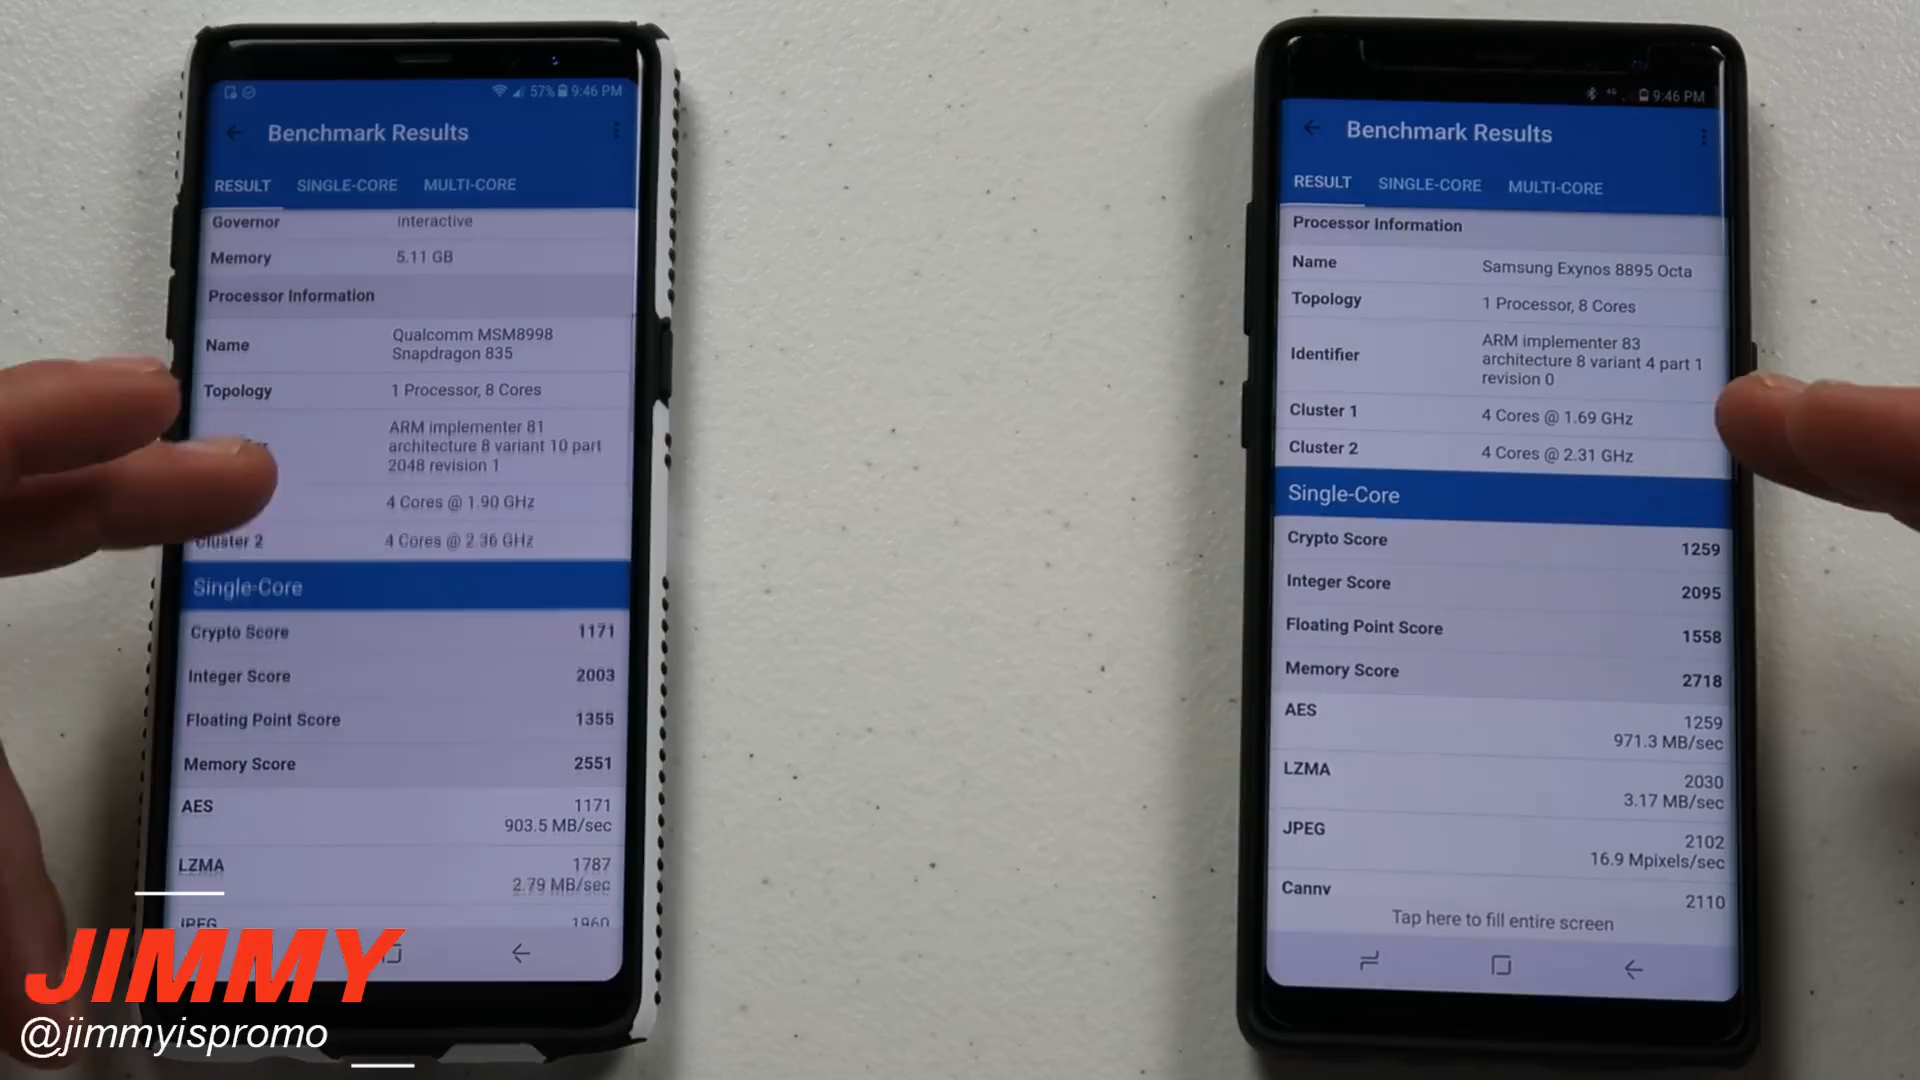 57% 9:46 PM
Benchmark Results
RESULT SINGLE-CORE MULTI-CORE
Governor interactive
Memory 5.11 GB
Processor Information
Name Qualcomm MSM8998
Snapdragon 835
Topology 1 Processor, 8 Cores
ARM implementer 81
architecture 8 variant 10 part
2048 revision 1
4 Cores @ 1.90 GHz
Cluster 2 4 Cores @ 2.36 GHz
Single-Core
Crypto Score 1171
Integer Score 2003
Floating Point Score 1355
Memory Score 2551
AES 1171
903.5 MB/sec
LZMA 1787
2.79 MB/sec
JPEG 1960
JIMMY
@jimmyispromo
4G 9:46 PM
Benchmark Results
RESULT SINGLE-CORE MULTI-CORE
Processor Information
Name Samsung Exynos 8895 Octa
Topology 1 Processor, 8 Cores
Identifier ARM implementer 83
architecture 8 variant 4 part 1
revision 0
Cluster 1 4 Cores @ 1.69 GHz
Cluster 2 4 Cores @ 2.31 GHz
Single-Core
Crypto Score 1259
Integer Score 2095
Floating Point Score 1558
Memory Score 2718
AES 1259
971.3 MB/sec
LZMA 2030
3.17 MB/sec
JPEG 2102
16.9 Mpixels/sec
Canny 2110
Tap here to fill entire screen